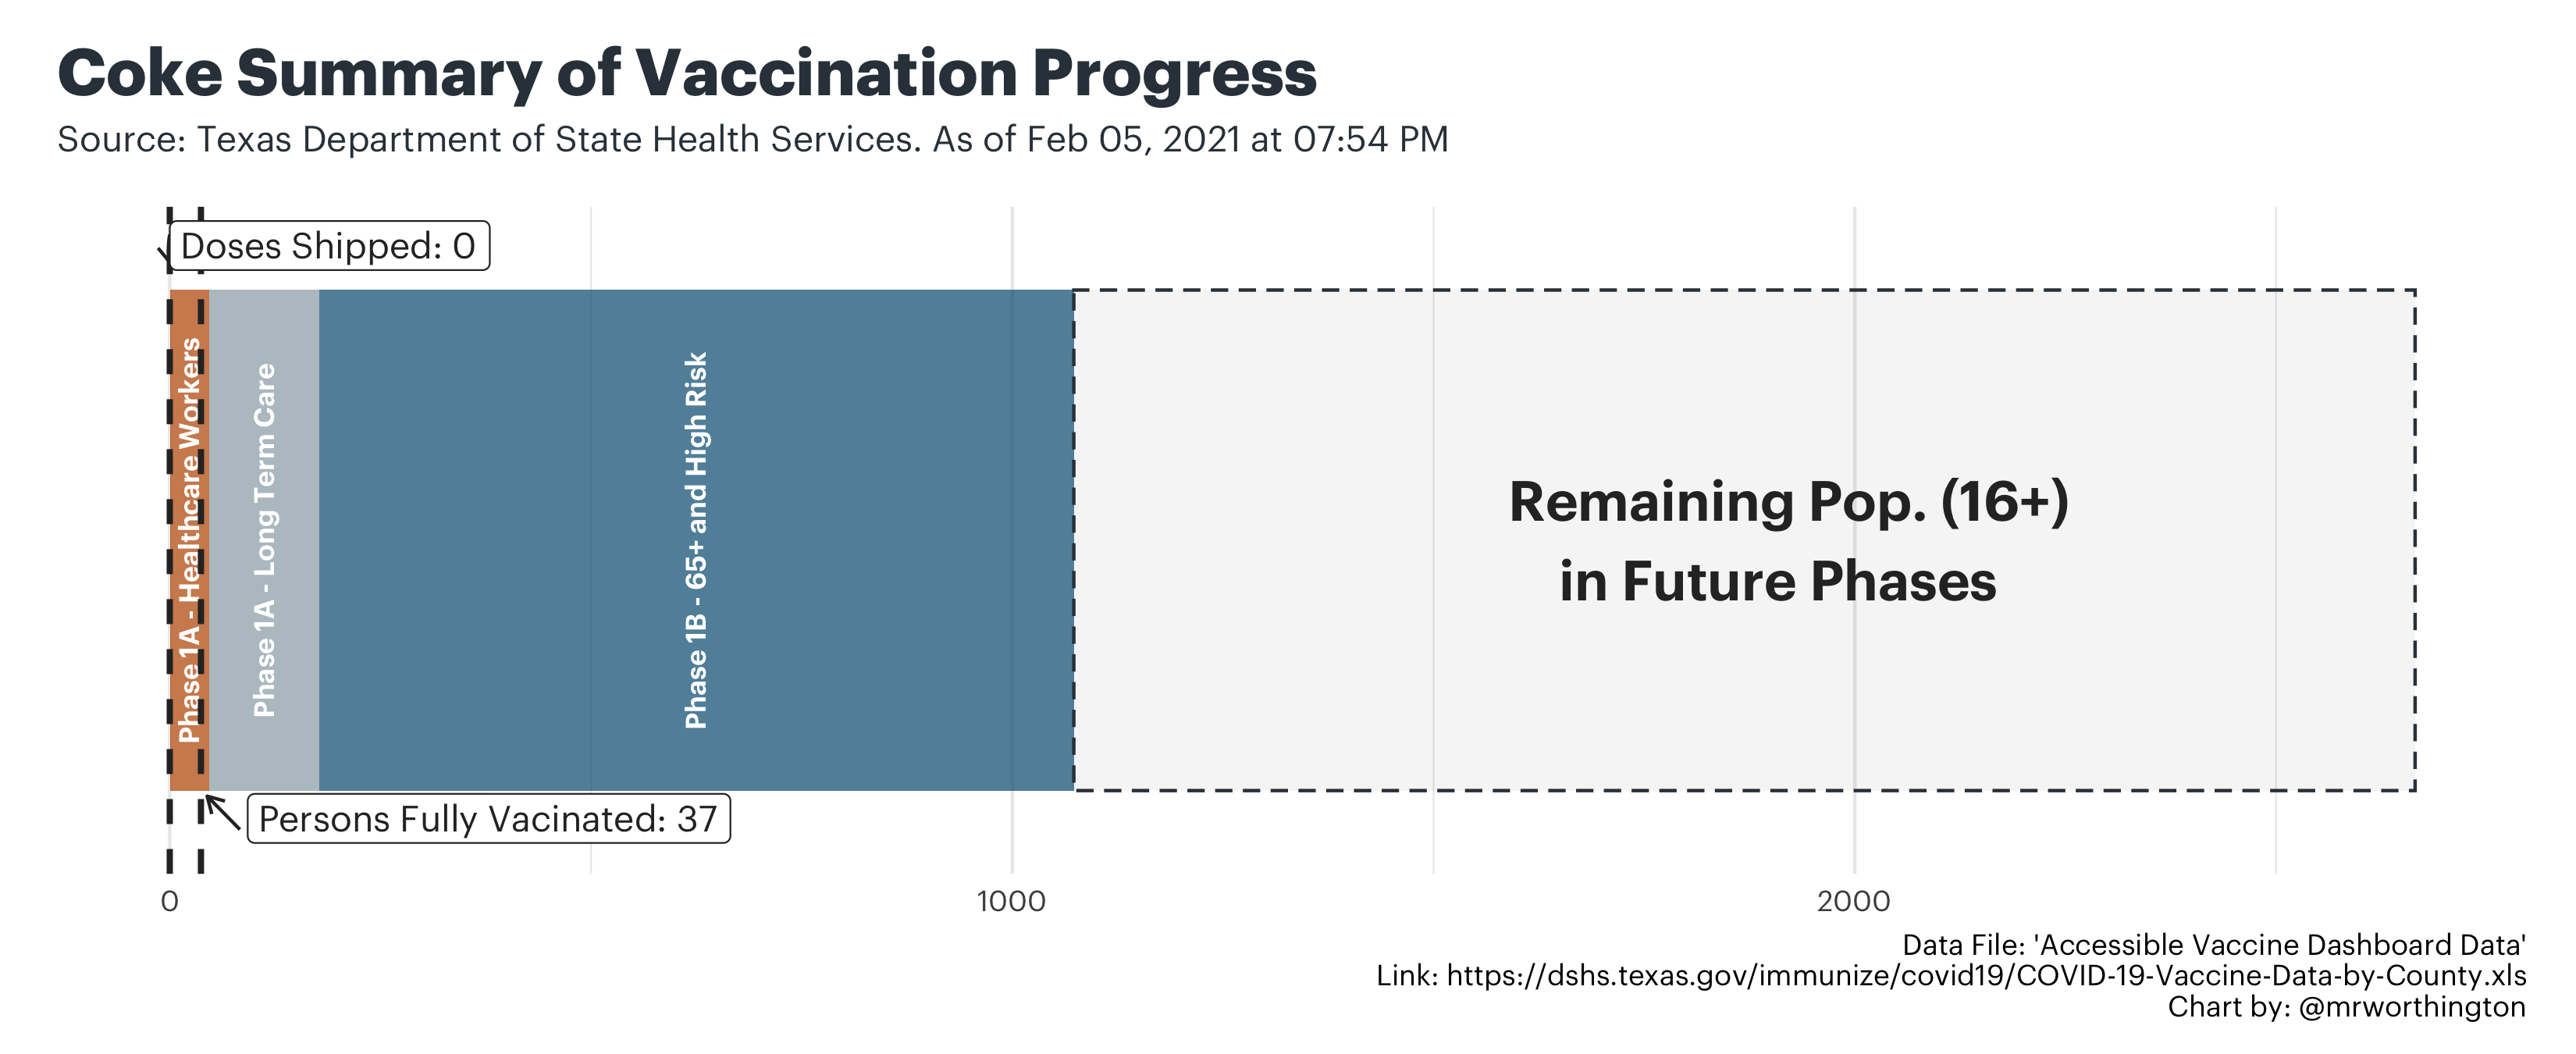 Coke Summary of Vaccination Progress
Source: Texas Department of State Health Services. As of Feb 05, 2021 at 07:54 PM
Doses Shipped: 0
Phase 1A - Healthcare Workers
Phase 1A - Long Term Care
Phase 1B - 65+ and High Risk
Remaining Pop. (16+)
in Future Phases
Persons Fully Vacinated: 37
0
1000
2000
Data File: 'Accessible Vaccine Dashboard Data'
Link: https://dshs.texas.gov/immunize/covid19/COVID-19-Vaccine-Data-by-County.xls
Chart by: @mrworthington